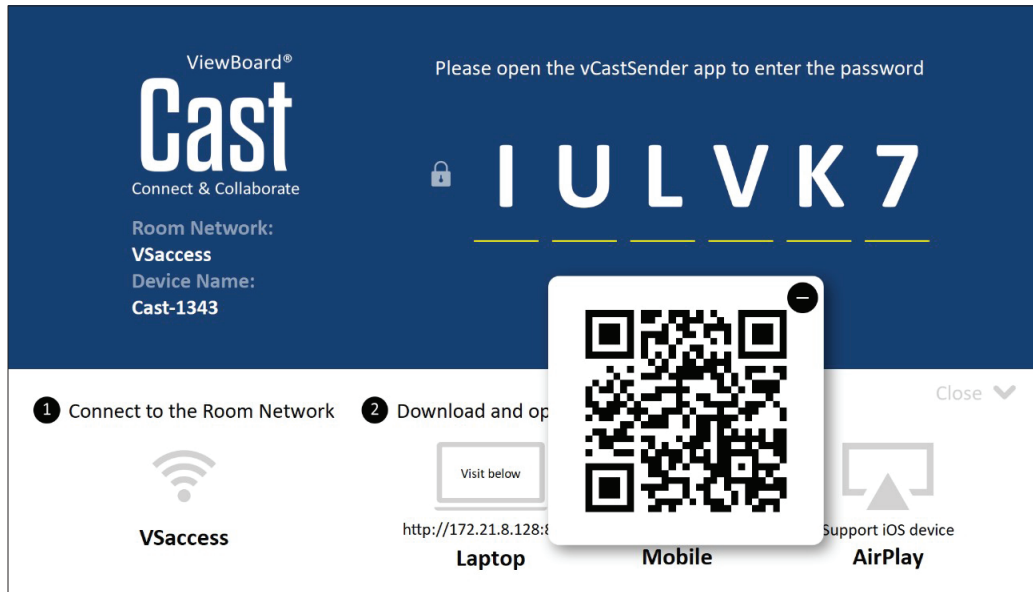 ViewBoard®
Cast
Connect & Collaborate
Room Network:
VSaccess
Device Name:
Cast-1343
Please open the vCastSender app to enter the password
I U L V K 7
Close
1 Connect to the Room Network
2 Download and op
VSaccess
Visit below
http://172.21.8.128:
Laptop
Mobile
Support iOS device
AirPlay